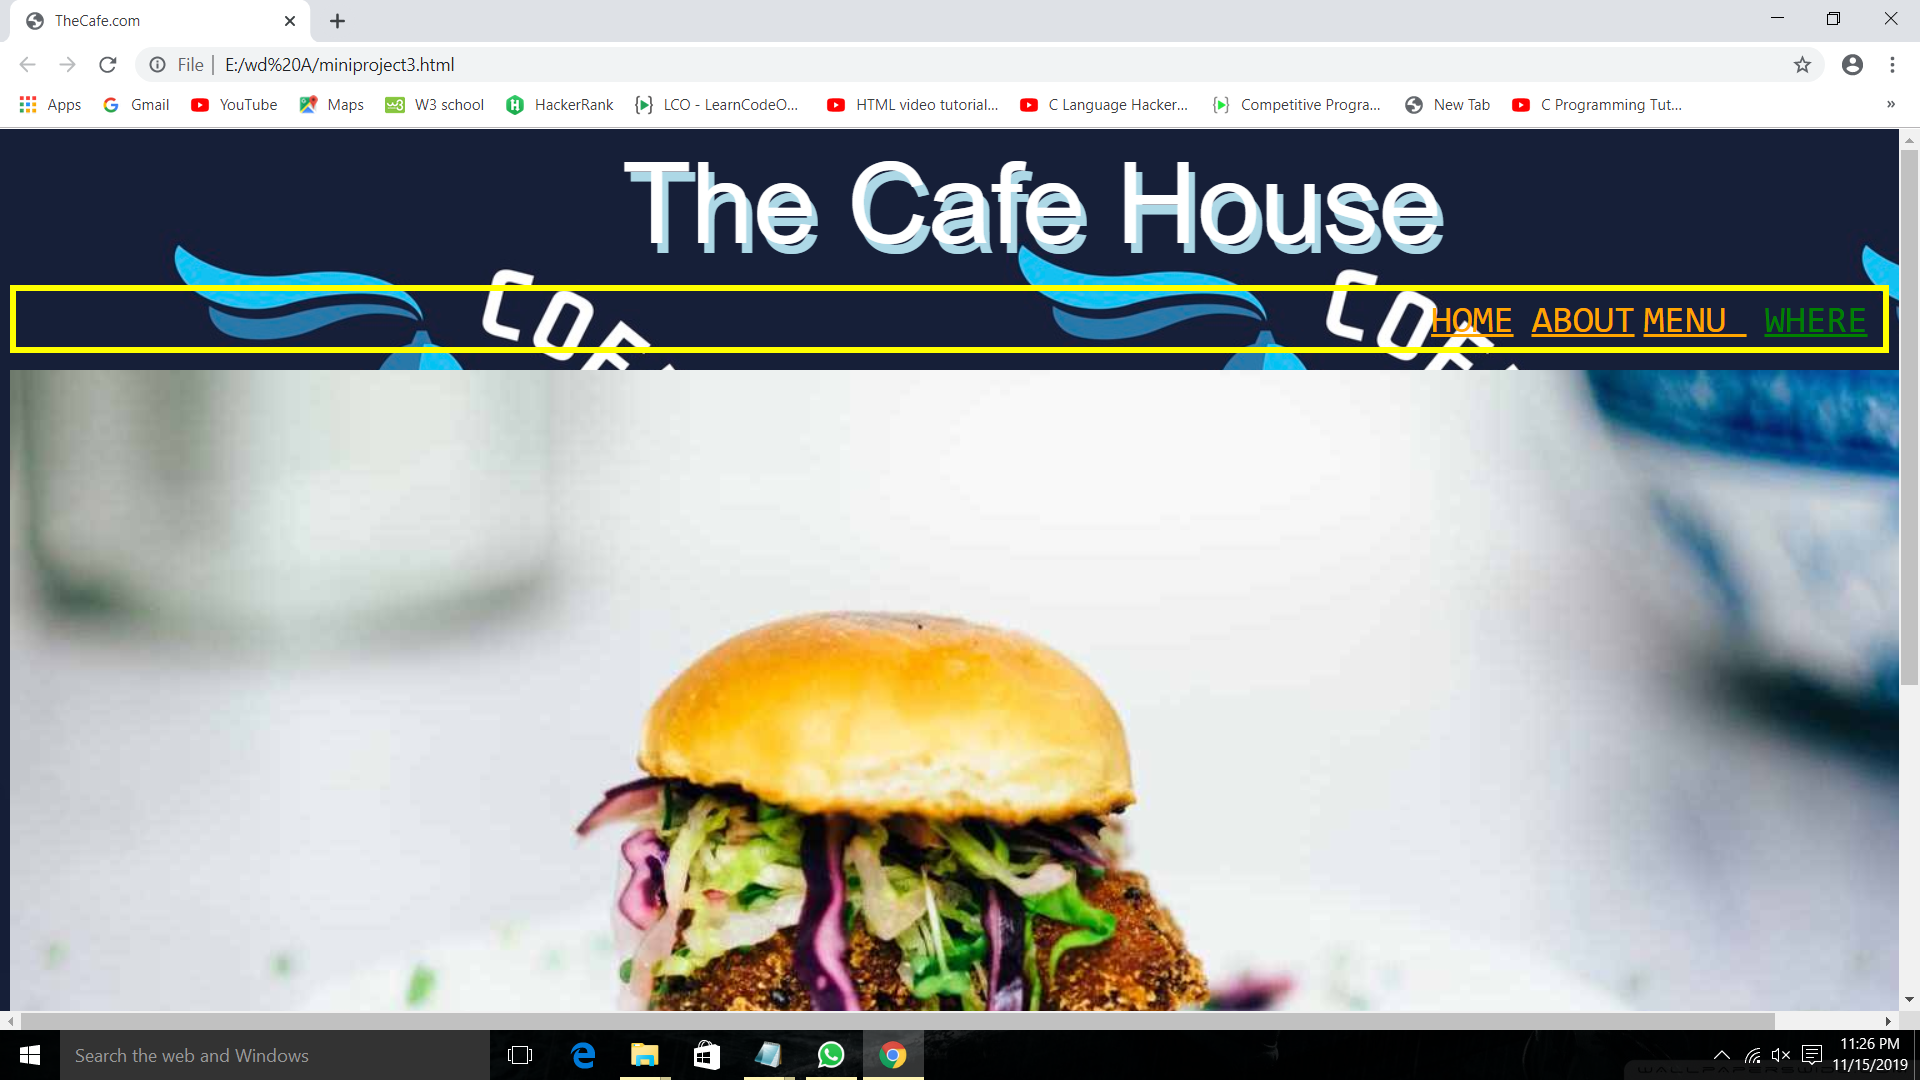 TheCafe.com
File | E:/wd%20A/miniproject3.html
Apps Gmail YouTube Maps W3 school HackerRank LCO - LearnCodeO... HTML video tutorial... C Language Hacker... Competitive Progra... New Tab C Programming Tut... »
The Cafe House
COF COF
HOME ABOUT MENU WHERE
Search the web and Windows
11:26 PM
11/15/2019